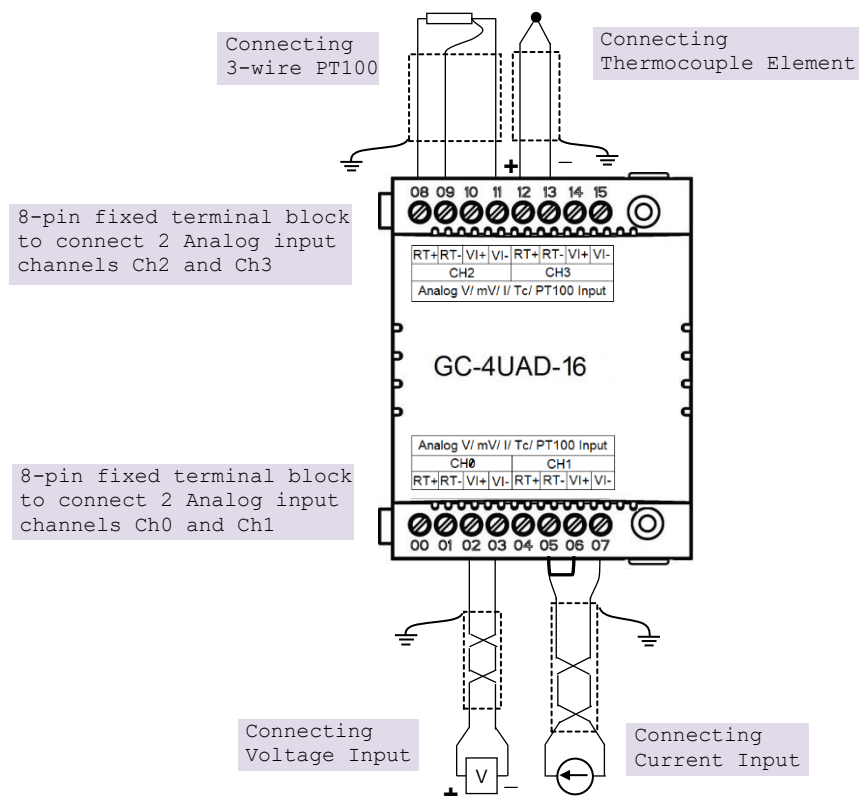 Connecting
3-wire PT100
Connecting
Thermocouple Element
+ −
08 09 10 11 12 13 14 15
8-pin fixed terminal block
to connect 2 Analog input
channels Ch2 and Ch3
RT+ RT- VI+ VI- RT+ RT- VI+ VI-
CH2 CH3
Analog V/ mV/ I/ Tc/ PT100 Input
GC-4UAD-16
Analog V/ mV/ I/ Tc/ PT100 Input
CH0 CH1
RT+ RT- VI+ VI- RT+ RT- VI+ VI-
8-pin fixed terminal block
to connect 2 Analog input
channels Ch0 and Ch1
00 01 02 03 04 05 06 07
Connecting
Voltage Input
V
+ −
Connecting
Current Input